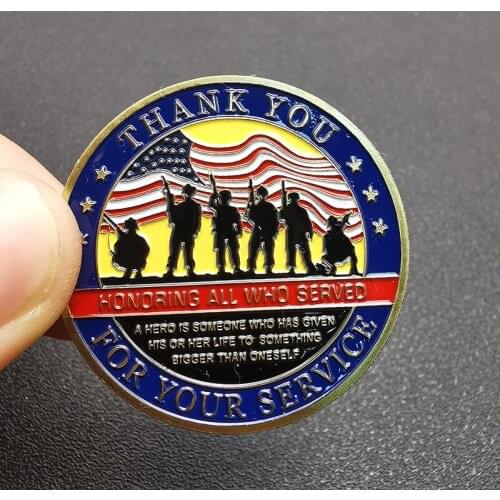 THANK YOU
HONORING ALL WHO SERVED
A HERO IS SOMEONE WHO HAS GIVEN
HIS OR HER LIFE TO SOMETHING
BIGGER THAN ONESELF
FOR YOUR SERVICE